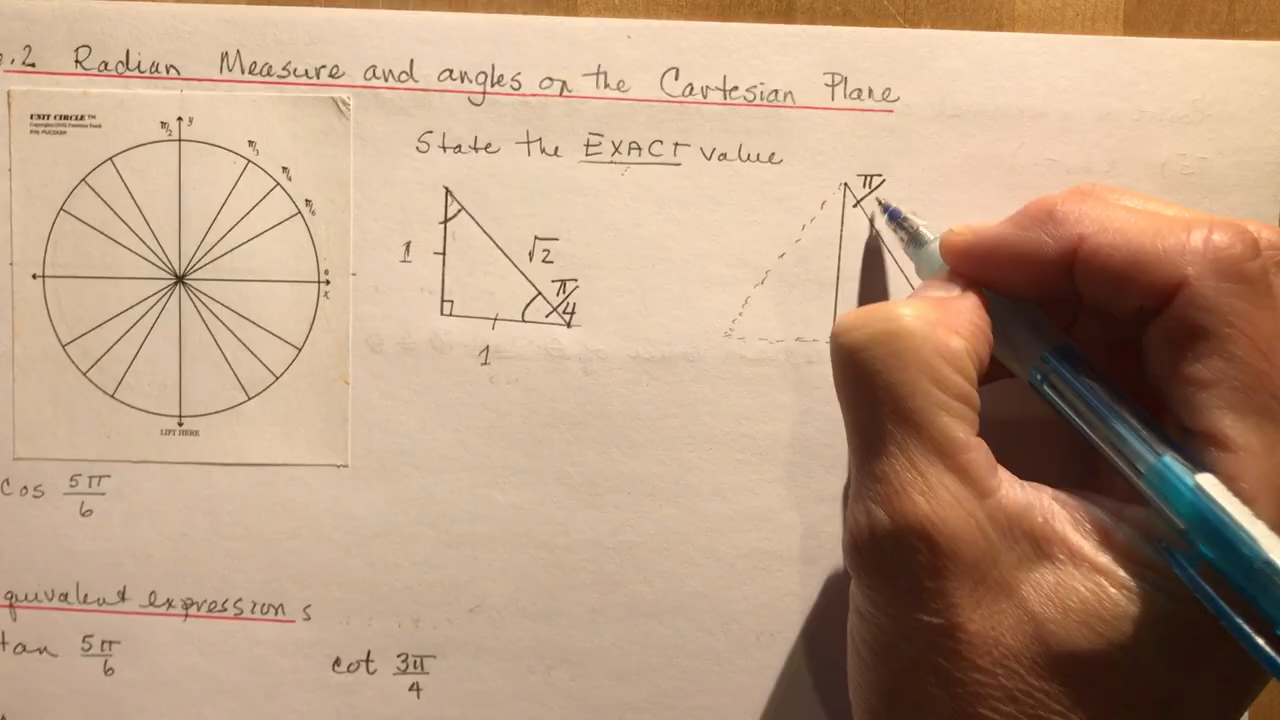 .2 Radian Measure and angles on the Cartesian Plane
UNIT CIRCLE™
π/2
y
π/3
π/4
π/6
0
x
LIFT HERE
State the EXACT value
1
√2
π/4
1
π/
cos 5π/6
quivalent expressions
tan 5π/6
cot 3π/4